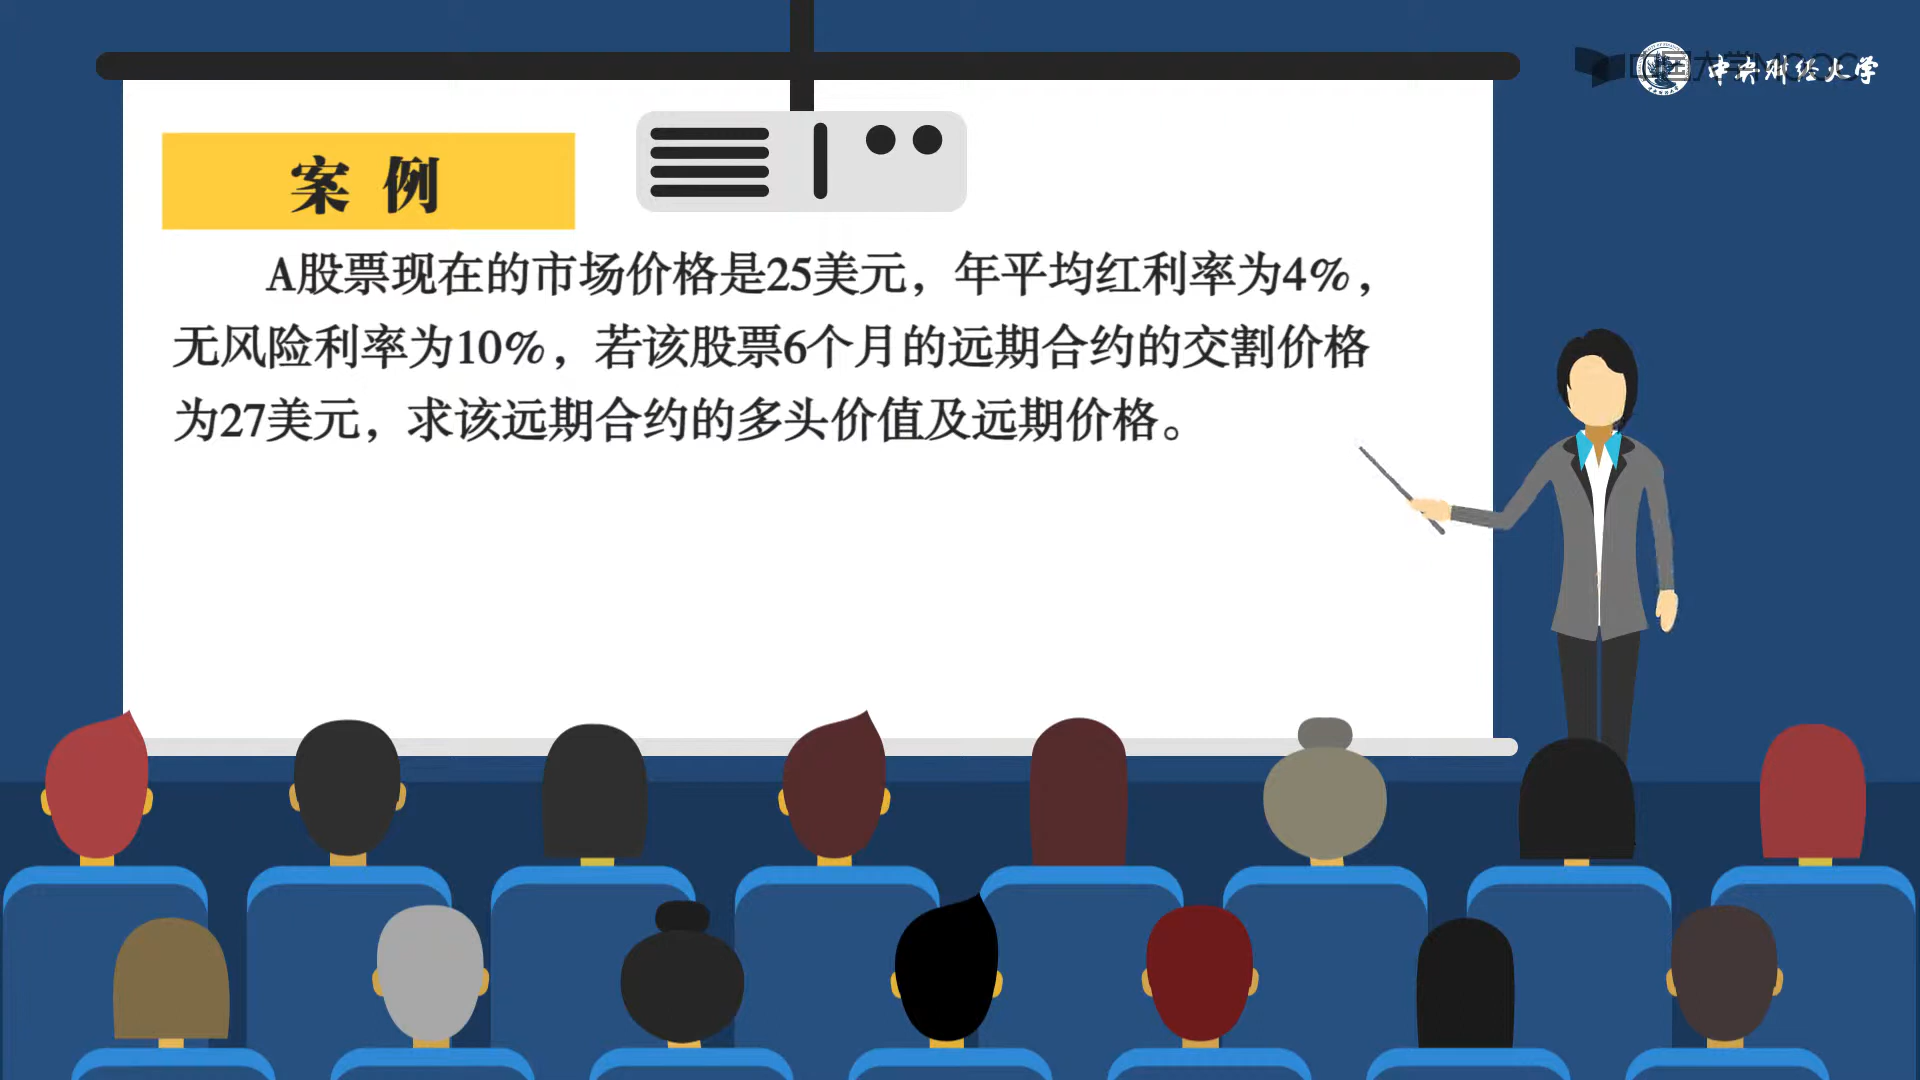 中央财经大学
案例
A股票现在的市场价格是25美元，年平均红利率为4%，
无风险利率为10%，若该股票6个月的远期合约的交割价格
为27美元，求该远期合约的多头价值及远期价格。